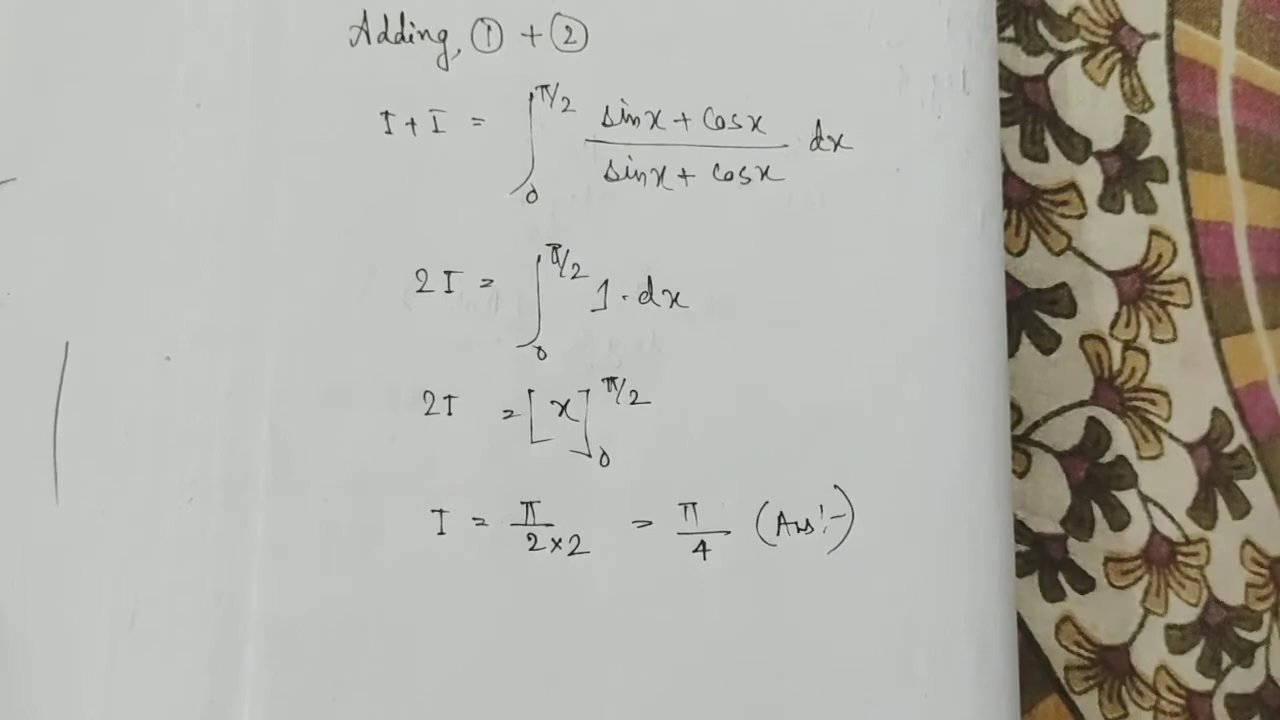 Adding, ① + ②
I + I = ∫₀^π/2 (sinx + cosx)/(sinx + cosx) dx
2I = ∫₀^π/2 1·dx
2I = [x]₀^π/2
I = π/(2×2) = π/4 (Ans:-)